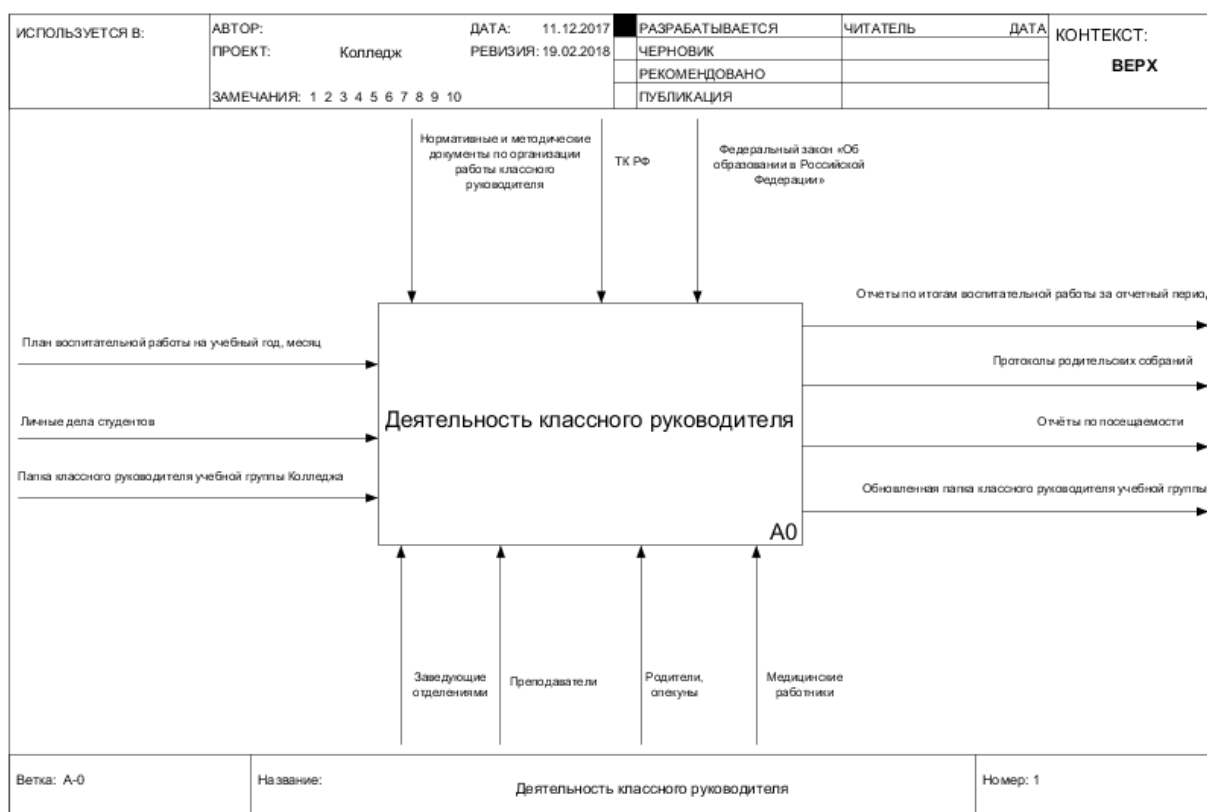 ИСПОЛЬЗУЕТСЯ В:
АВТОР:
ДАТА: 11.12.2017
РАЗРАБАТЫВАЕТСЯ
ЧИТАТЕЛЬ
ДАТА
КОНТЕКСТ:
ПРОЕКТ: Колледж
РЕВИЗИЯ: 19.02.2018
ЧЕРНОВИК
ВЕРХ
РЕКОМЕНДОВАНО
ЗАМЕЧАНИЯ: 1 2 3 4 5 6 7 8 9 10
ПУБЛИКАЦИЯ
Нормативные и методические
документы по организации
работы классного
руководителя
ТК РФ
Федеральный закон «Об
образовании в Российской
Федерации»
План воспитательной работы на учебный год, месяц
Личные дела студентов
Папка классного руководителя учебной группы Колледжа
Деятельность классного руководителя
A0
Отчеты по итогам воспитательной работы за отчетный период
Протоколы родительских собраний
Отчёты по посещаемости
Обновленная папка классного руководителя учебной группы
Заведующие
отделениями
Преподаватели
Родители,
опекуны
Медицинские
работники
Ветка: A-0
Название:
Деятельность классного руководителя
Номер: 1